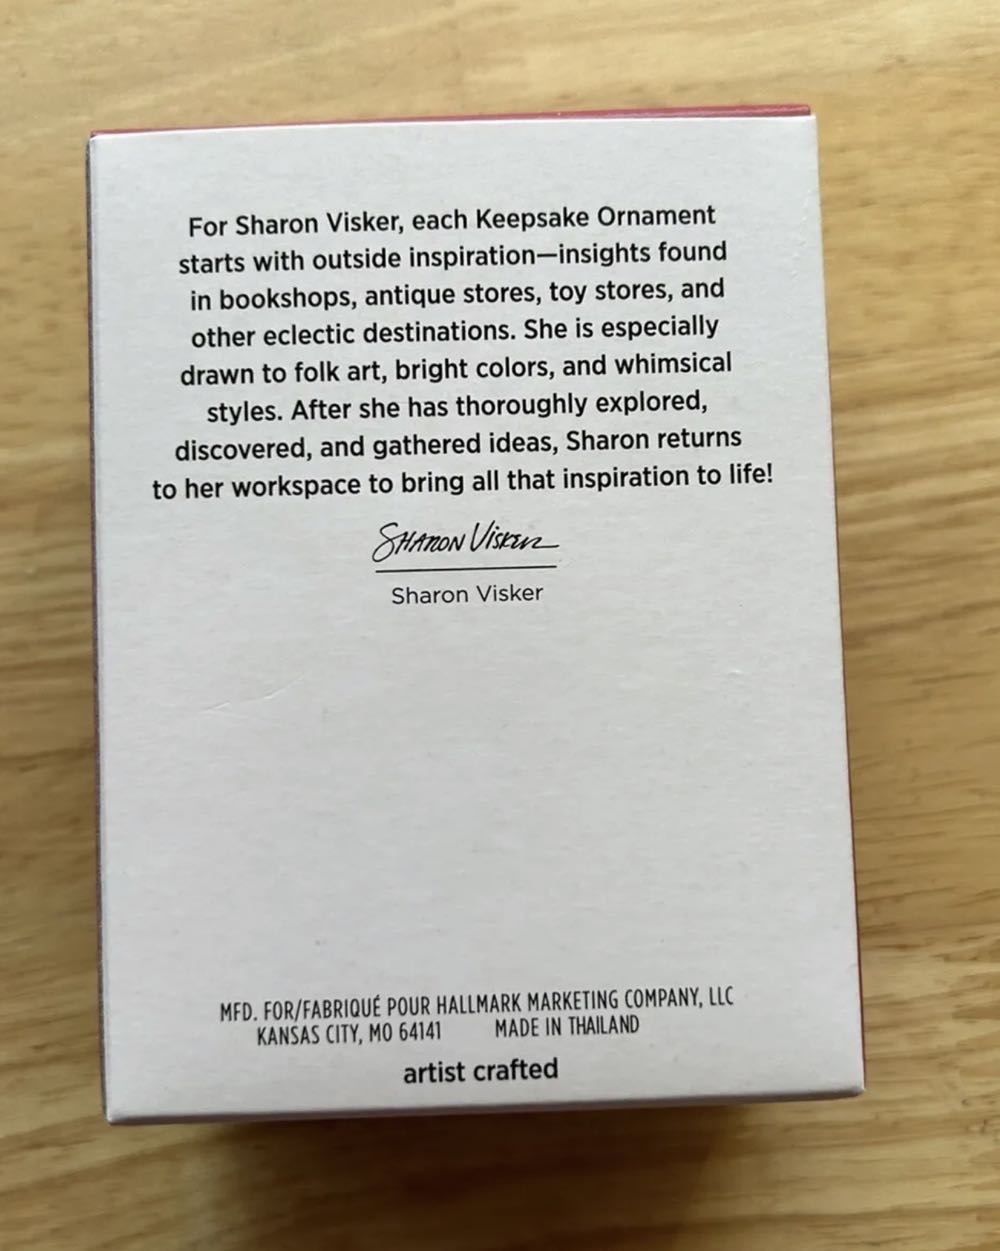 For Sharon Visker, each Keepsake Ornament
starts with outside inspiration—insights found
in bookshops, antique stores, toy stores, and
other eclectic destinations. She is especially
drawn to folk art, bright colors, and whimsical
styles. After she has thoroughly explored,
discovered, and gathered ideas, Sharon returns
to her workspace to bring all that inspiration to life!
SHARON VISKER
Sharon Visker
MFD. FOR/FABRIQUÉ POUR HALLMARK MARKETING COMPANY, LLC
KANSAS CITY, MO 64141 MADE IN THAILAND
artist crafted